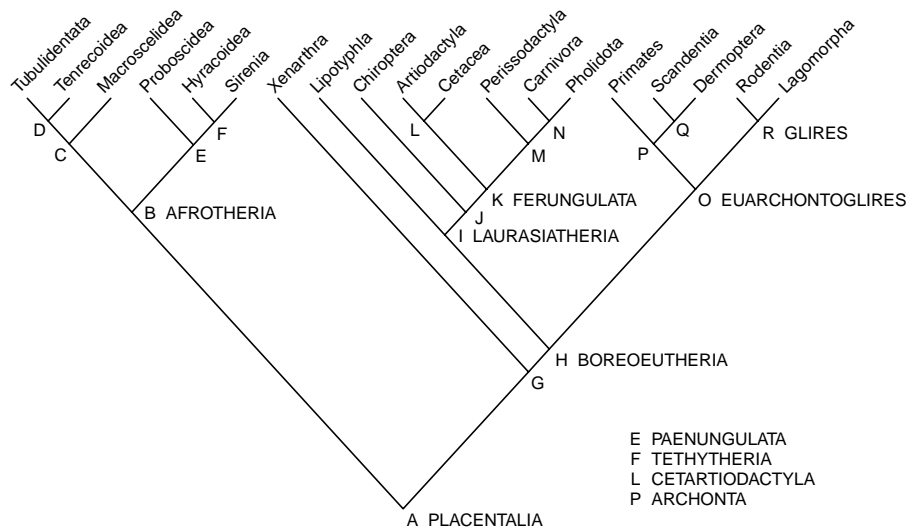 Tubulidentata
Tenrecoidea
Macroscelidea
Proboscidea
Hyracoidea
Sirenia
Xenarthra
Lipotyphla
Chiroptera
Artiodactyla
Cetacea
Perissodactyla
Carnivora
Pholidota
Primates
Scandentia
Dermoptera
Rodentia
Lagomorpha
D
F
L
N
Q
R GLIRES
C
E
M
P
K FERUNGULATA
O EUARCHONTOGLIRES
B AFROTHERIA
J
I LAURASIATHERIA
H BOREOEUTHERIA
G
E PAENUNGULATA
F TETHYTHERIA
L CETARTIODACTYLA
P ARCHONTA
A PLACENTALIA